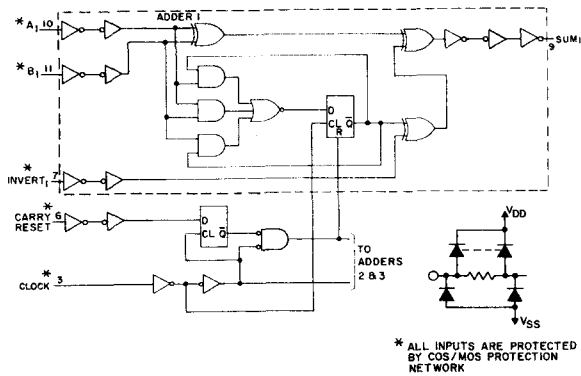 ADDER 1
* A1 10
* B1 11
* INVERT1 7
SUM1
9
D
CL Q̅
R
* CARRY RESET 6
D
CL Q̅
* CLOCK 3
TO
ADDERS
2 & 3
VDD
VSS
* ALL INPUTS ARE PROTECTED
BY COS/MOS PROTECTION
NETWORK